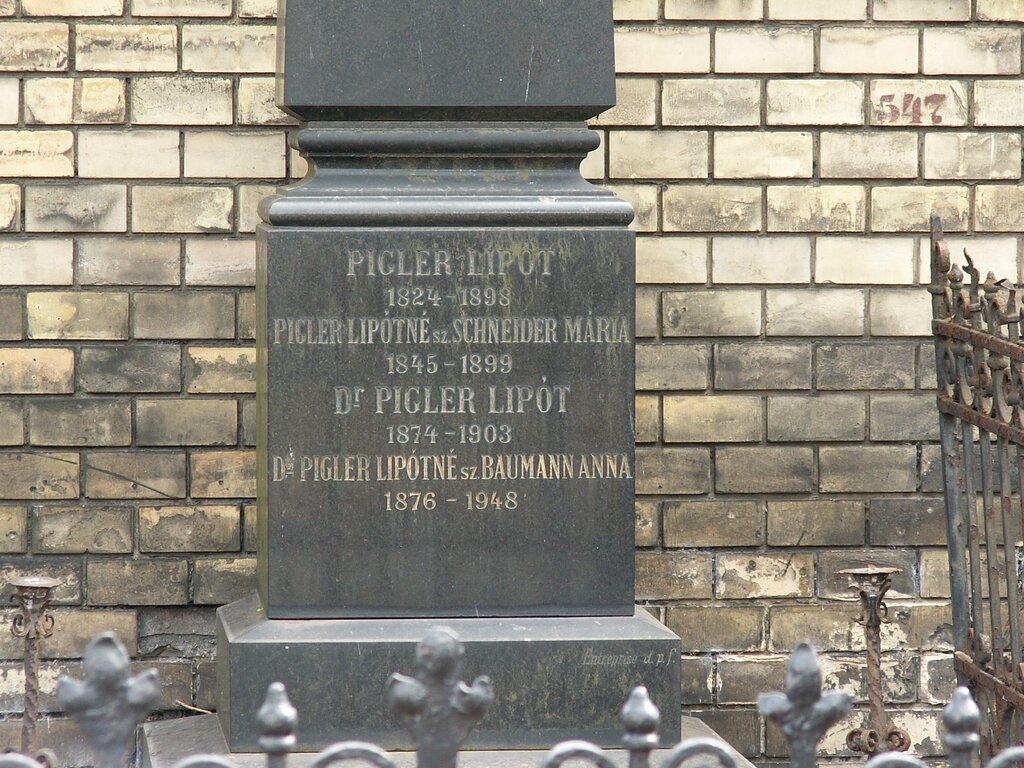 547
PIGLER LIPÓT
1824-1898
PIGLER LIPÓTNÉ SZ. SCHNEIDER MÁRIA
1845-1899
Dr PIGLER LIPÓT
1874-1903
Dr PIGLER LIPÓTNÉ SZ. BAUMANN ANNA
1876-1948
Entreprise d.p.f.